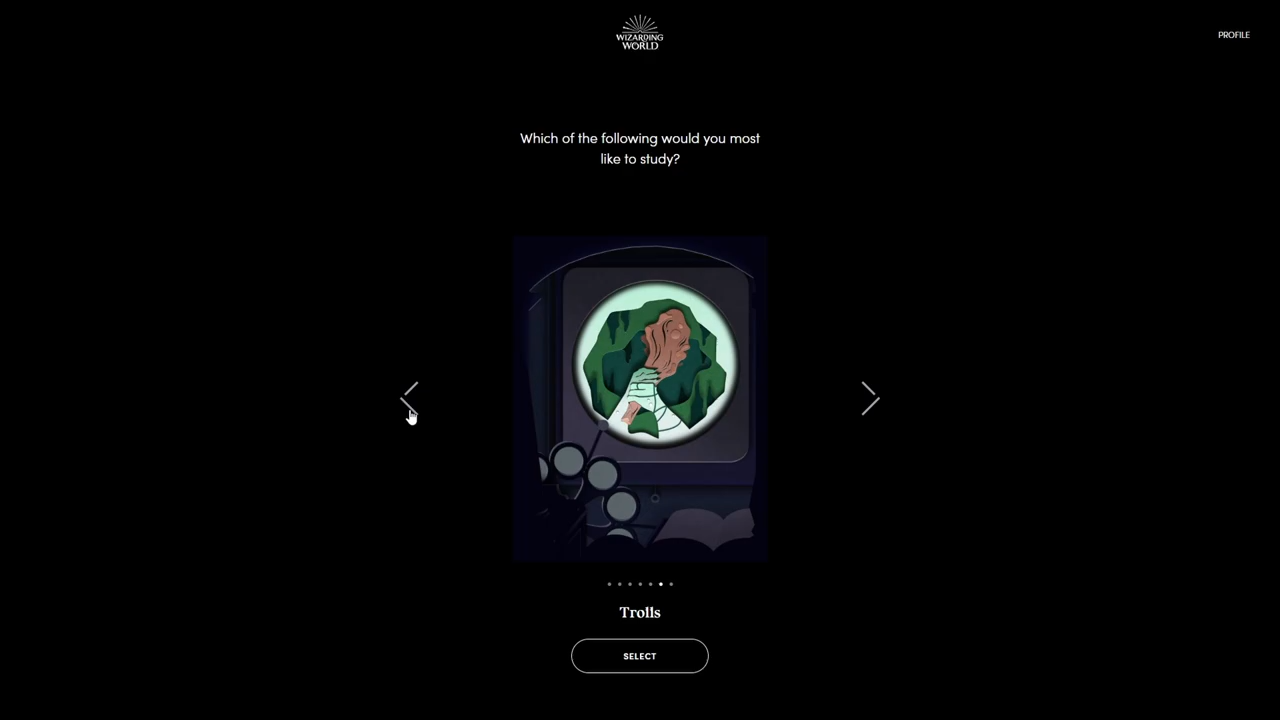 WIZARDING
WORLD
PROFILE
Which of the following would you most
like to study?
Trolls
SELECT